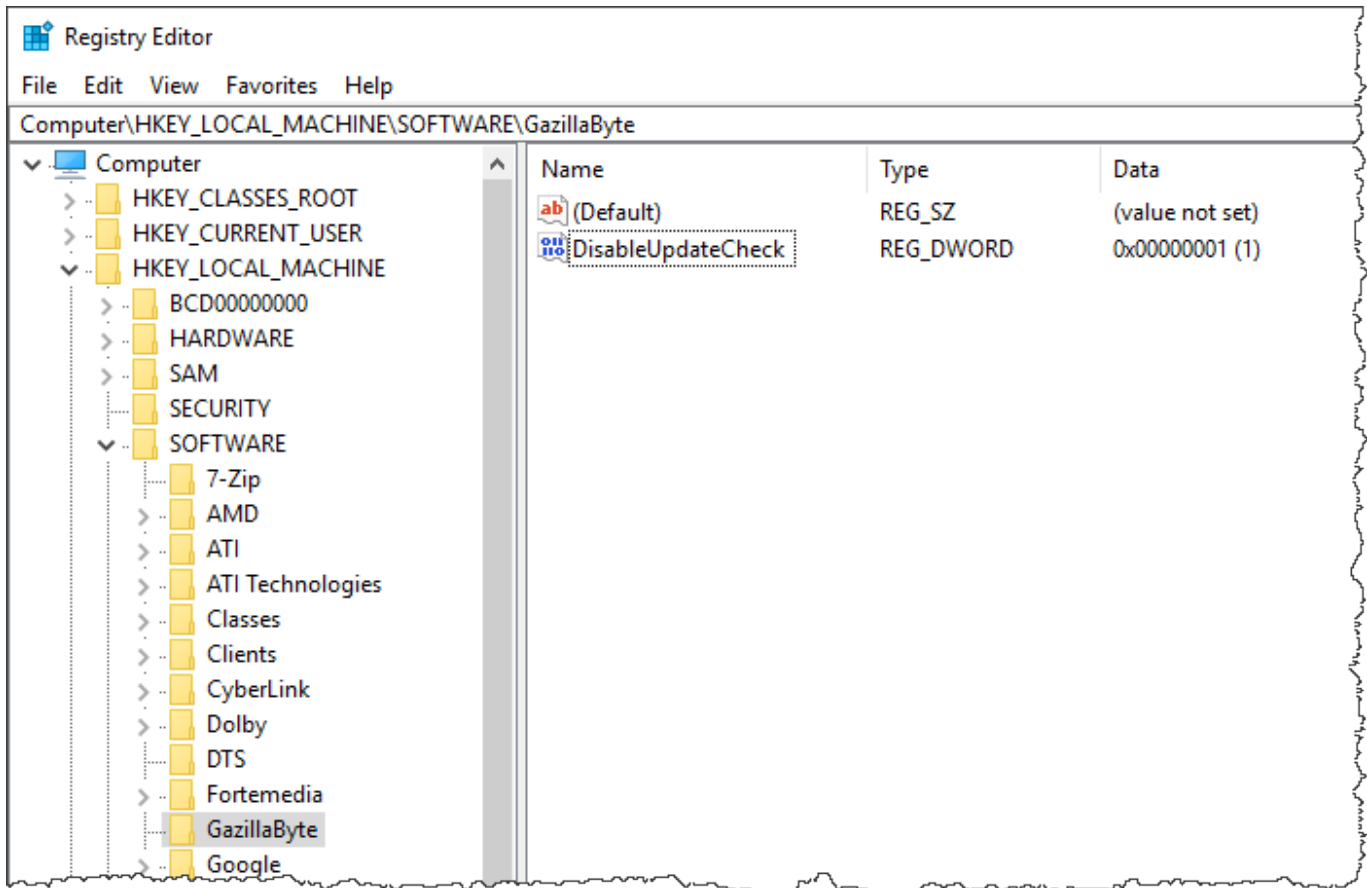 Registry Editor
File Edit View Favorites Help
Computer\HKEY_LOCAL_MACHINE\SOFTWARE\GazillaByte
Computer
HKEY_CLASSES_ROOT
HKEY_CURRENT_USER
HKEY_LOCAL_MACHINE
BCD00000000
HARDWARE
SAM
SECURITY
SOFTWARE
7-Zip
AMD
ATI
ATI Technologies
Classes
Clients
CyberLink
Dolby
DTS
Fortemedia
GazillaByte
Google
Name Type Data
(Default) REG_SZ (value not set)
DisableUpdateCheck REG_DWORD 0x00000001 (1)